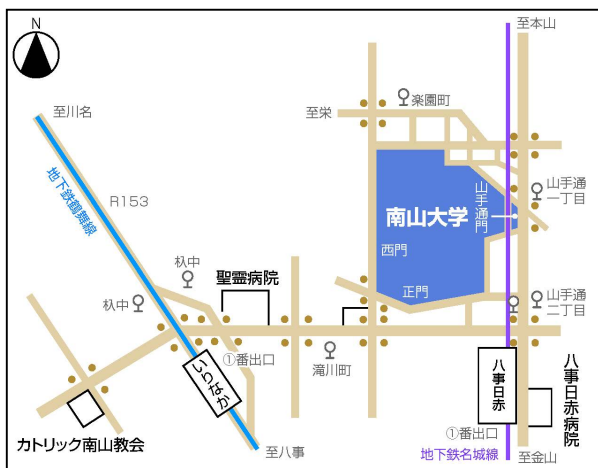 N
至本山
至川名
至栄
楽園町
地下鉄鶴舞線
R153
山手通
一丁目
山手通門
南山大学
西門
正門
杁中
聖霊病院
杁中
山手通
二丁目
①番出口
いりなか
滝川町
八事日赤
八事日赤病院
カトリック南山教会
①番出口
至八事
地下鉄名城線
至金山